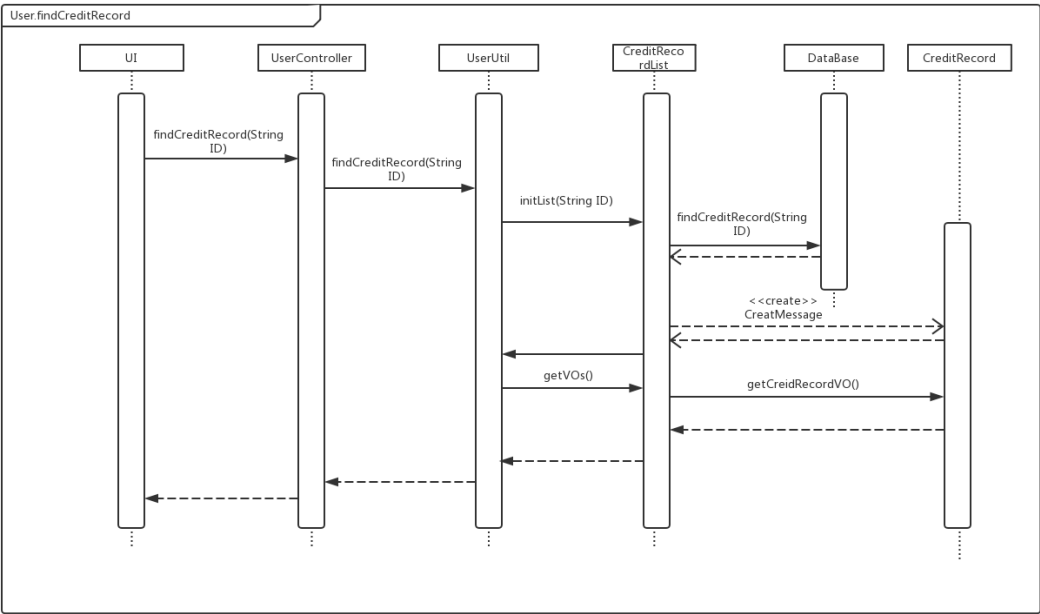 User.findCreditRecord
UI
UserController
UserUtil
CreditReco
rdList
DataBase
CreditRecord
findCreditRecord(String
ID)
findCreditRecord(String
ID)
initList(String ID)
findCreditRecord(String
ID)
<<create>>
CreatMessage
getVOs()
getCreidRecordVO()